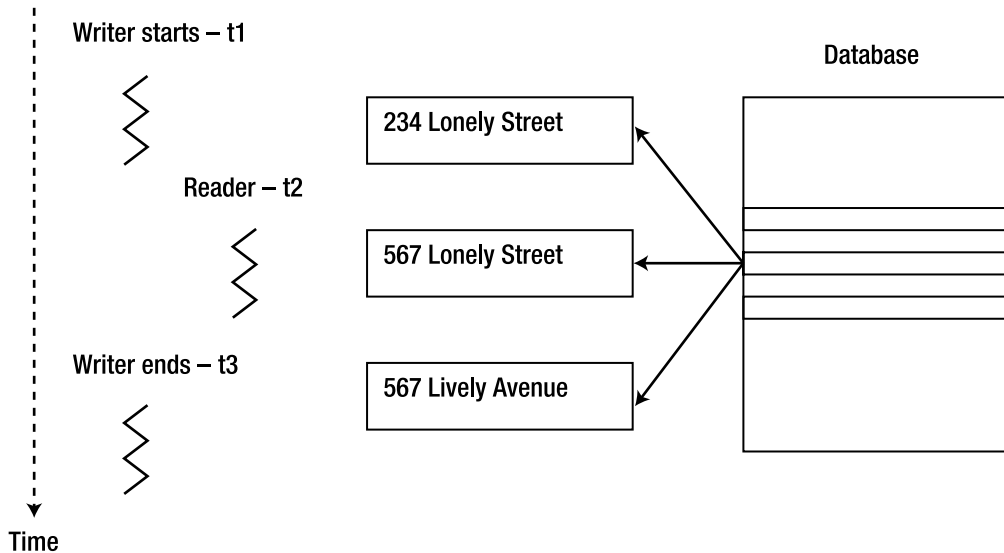 Writer starts – t1
Database
234 Lonely Street
Reader – t2
567 Lonely Street
Writer ends – t3
567 Lively Avenue
Time